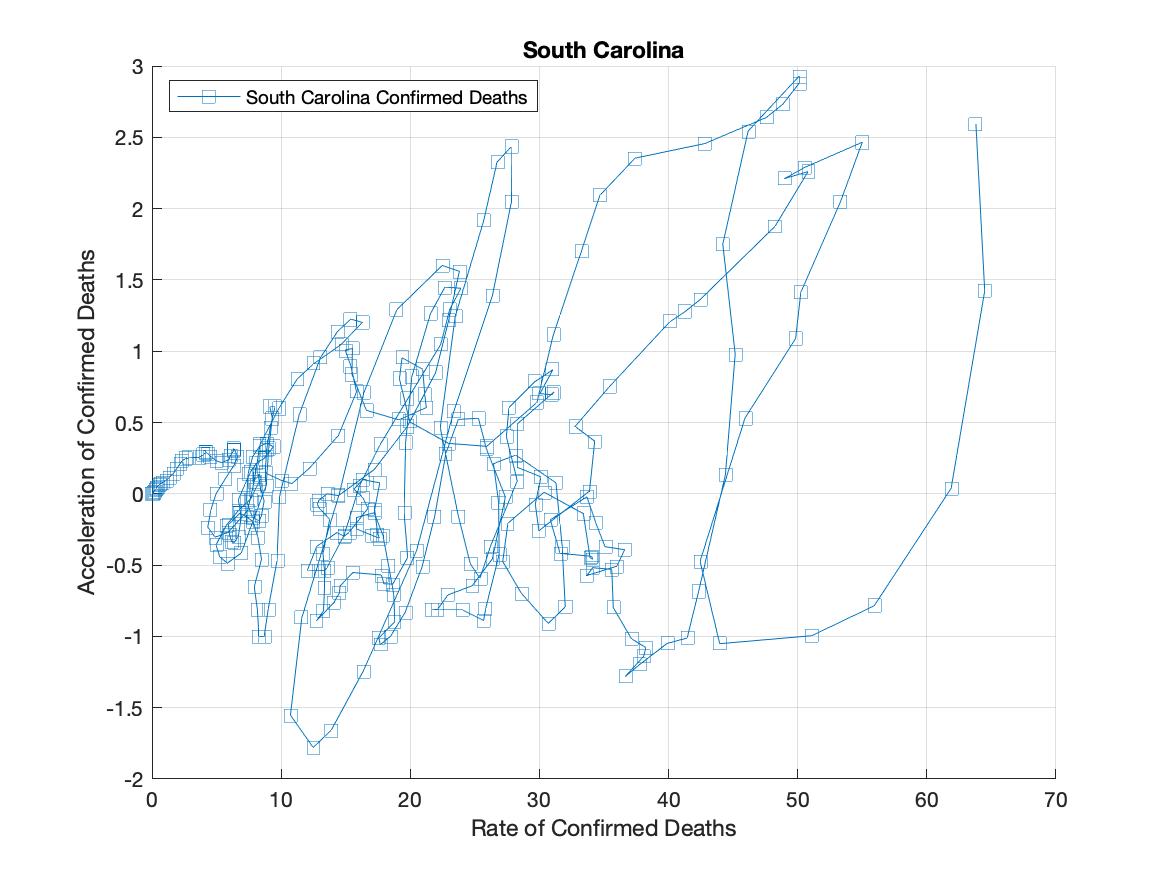 South Carolina
South Carolina Confirmed Deaths
3
2.5
2
1.5
1
0.5
0
-0.5
-1
-1.5
-2
Acceleration of Confirmed Deaths
0 10 20 30 40 50 60 70
Rate of Confirmed Deaths